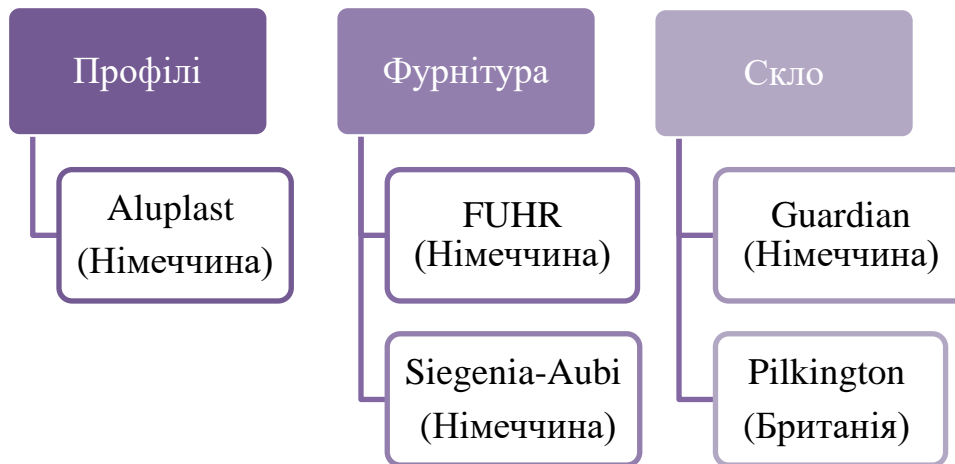 Профілі
Aluplast
(Німеччина)
Фурнітура
FUHR
(Німеччина)
Siegenia-Aubi
(Німеччина)
Скло
Guardian
(Німеччина)
Pilkington
(Британія)